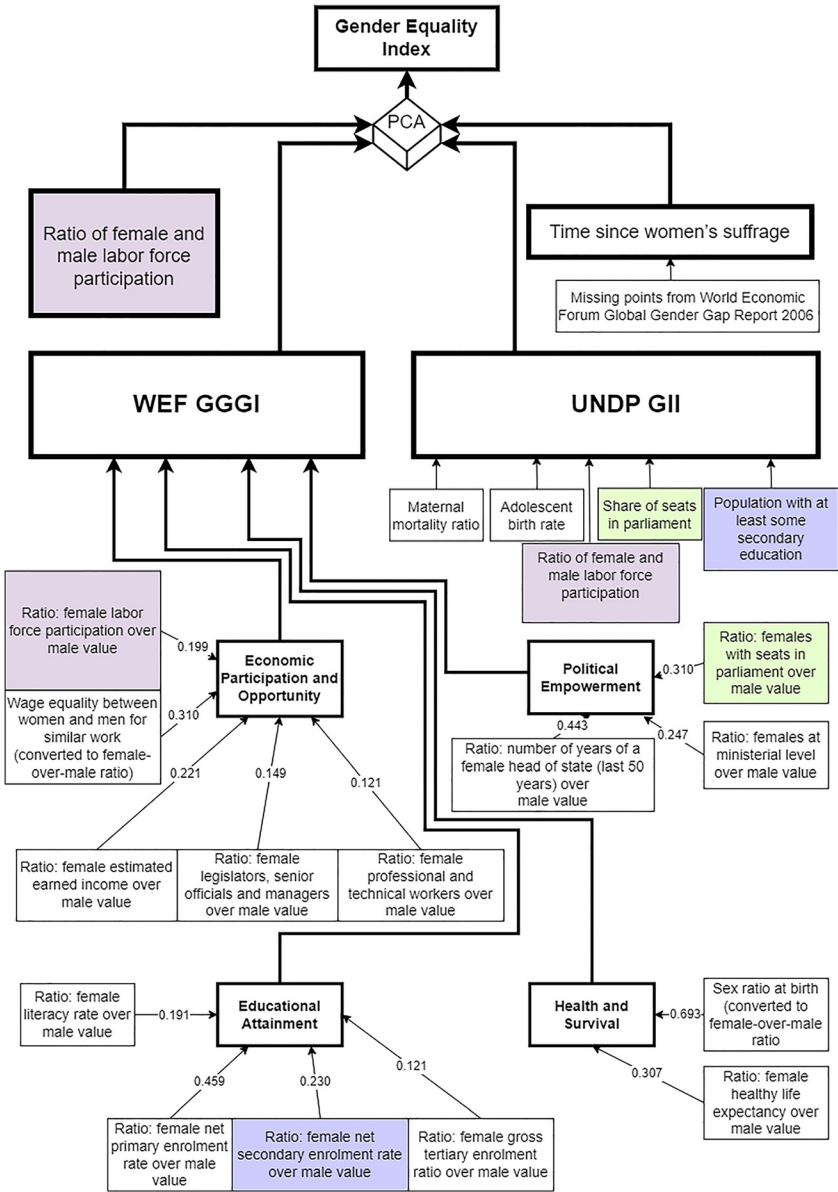 Gender Equality
Index
PCA
Ratio of female and
male labor force
participation
Time since women's suffrage
Missing points from World Economic
Forum Global Gender Gap Report 2006
WEF GGGI
UNDP GII
Maternal
mortality ratio
Adolescent
birth rate
Share of seats
in parliament
Population with at
least some
secondary
education
Ratio of female and
male labor force
participation
Ratio: female labor
force participation over
male value
0.199
Wage equality between
women and men for
similar work
(converted to female-
over-male ratio)
0.310
Economic
Participation and
Opportunity
0.221
0.149
0.121
Ratio: female estimated
earned income over
male value
Ratio: female
legislators, senior
officials and managers
over male value
Ratio: female
professional and
technical workers over
male value
Political
Empowerment
0.310
Ratio: females
with seats in
parliament over
male value
0.443
0.247
Ratio: number of years of a
female head of state (last 50
years) over
male value
Ratio: females at
ministerial level
over male value
Ratio: female
literacy rate over
male value
0.191
Educational
Attainment
0.459
0.230
0.121
Ratio: female net
primary enrolment
rate over male
value
Ratio: female net
secondary enrolment rate
over male value
Ratio: female gross
tertiary enrolment
ratio over male value
Health and
Survival
0.693
Sex ratio at birth
(converted to
female-over-male
ratio
0.307
Ratio: female
healthy life
expectancy over
male value